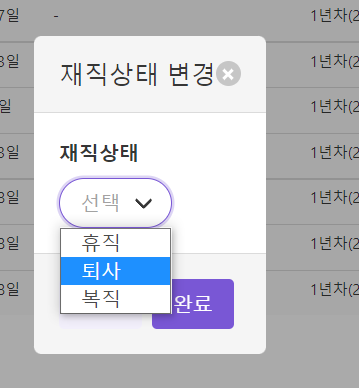 7일 - 1년차(2
재직상태 변경
3일 1년차(2
일 1년차(2
재직상태
3일 1년차(2
선택
3일 1년차(2
휴직
퇴사
3일 1년차(2
복직
완료
3일 1년차(2